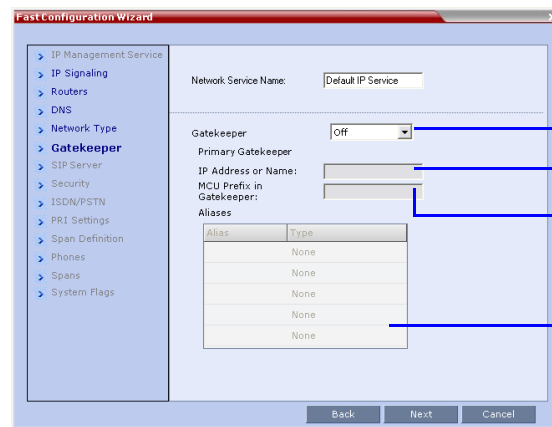 Fast Configuration Wizard
IP Management Service
IP Signaling
Routers
DNS
Network Type
Gatekeeper
SIP Server
Security
ISDN/PSTN
PRI Settings
Span Definition
Phones
Spans
System Flags
Network Service Name: Default IP Service
Gatekeeper Off
Primary Gatekeeper
IP Address or Name:
MCU Prefix in
Gatekeeper:
Aliases
Alias Type
None
None
None
None
None
Back Next Cancel